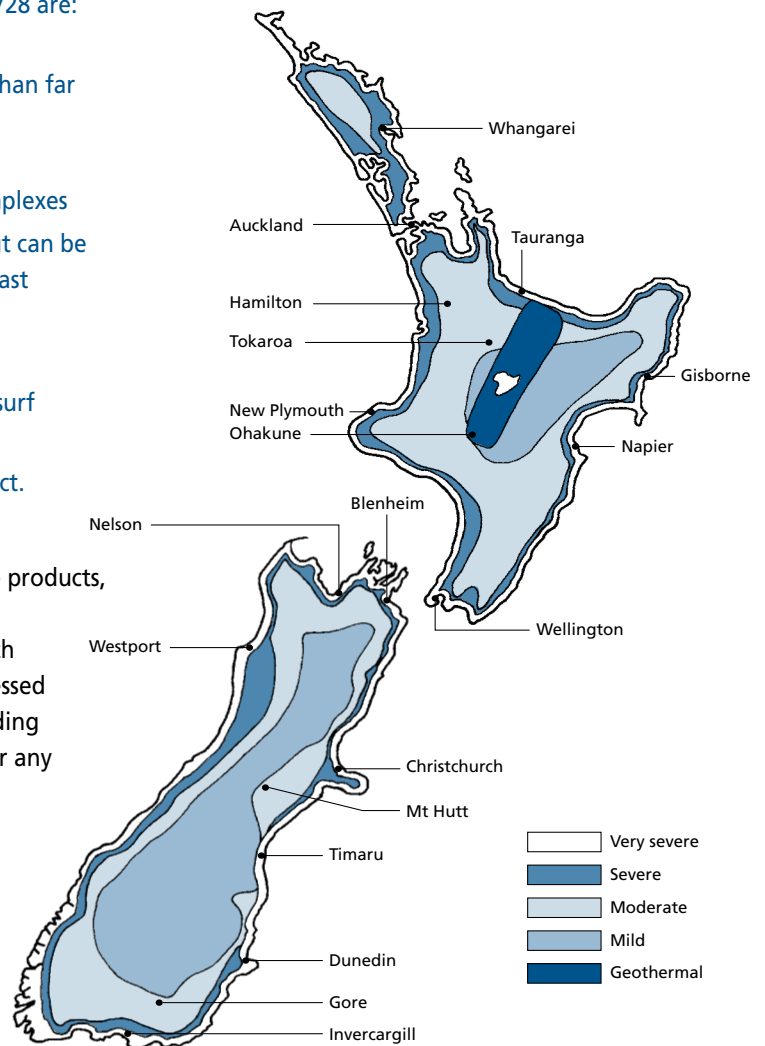 728 are:
han far
plexes
can be
ast
surf
ct.
products,
essed
ding
any
Whangarei
Auckland
Tauranga
Hamilton
Tokaroa
Gisborne
New Plymouth
Ohakune
Napier
Blenheim
Nelson
Wellington
Westport
Christchurch
Mt Hutt
Timaru
Dunedin
Gore
Invercargill
Very severe
Severe
Moderate
Mild
Geothermal